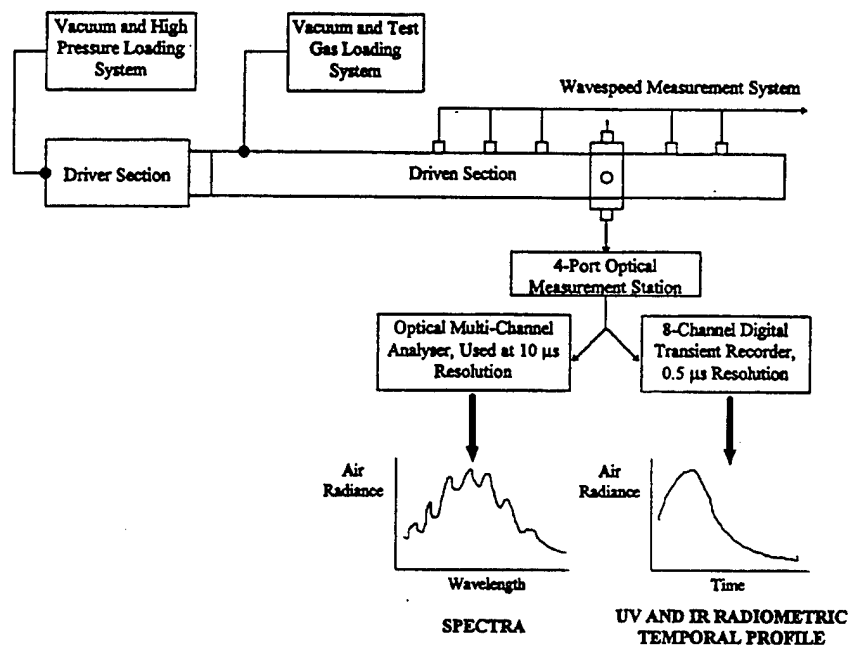 Vacuum and High
Pressure Loading
System
Vacuum and Test
Gas Loading
System
Wavespeed Measurement System
Driver Section
Driven Section
4-Port Optical
Measurement Station
Optical Multi-Channel
Analyser, Used at 10 μs
Resolution
8-Channel Digital
Transient Recorder,
0.5 μs Resolution
Air
Radiance
Wavelength
SPECTRA
Air
Radiance
Time
UV AND IR RADIOMETRIC
TEMPORAL PROFILE